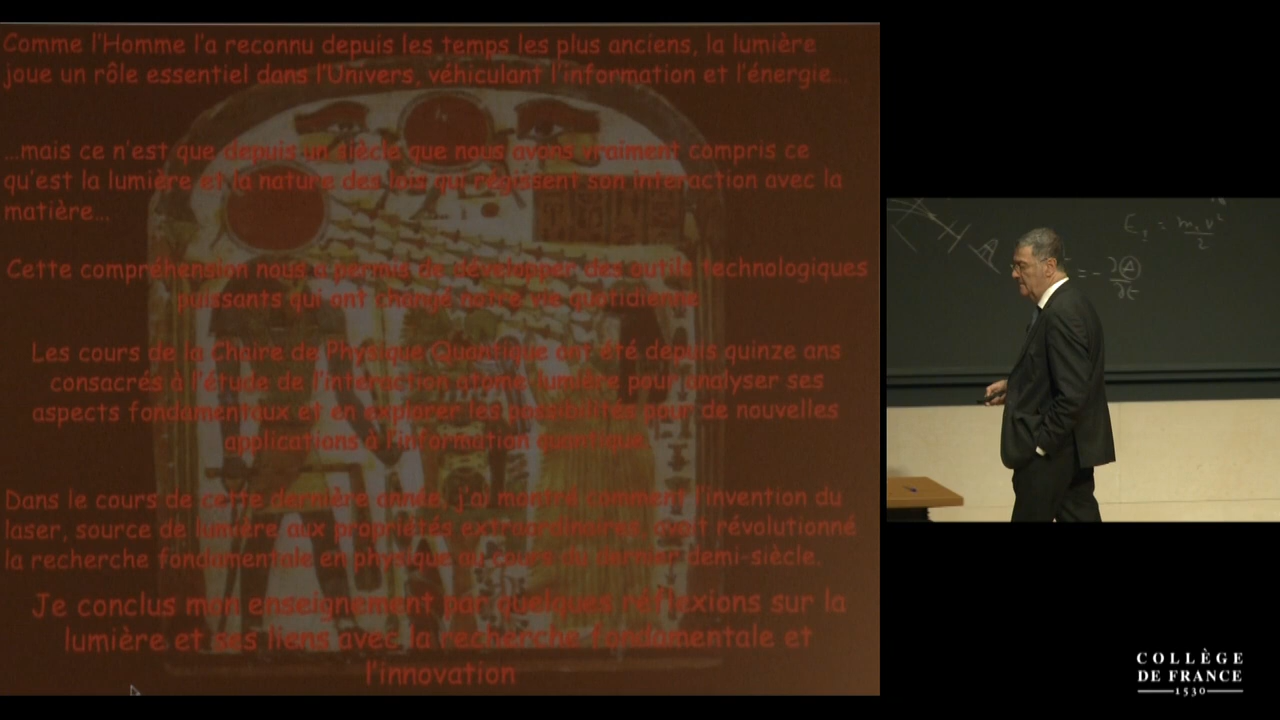 Comme l'Homme l'a reconnu depuis les temps les plus anciens, la lumière
joue un rôle essentiel dans l'Univers, véhiculant l'information et l'énergie...
...mais ce n'est que depuis un siècle que nous avons vraiment compris ce
qu'est la lumière et la nature des lois qui régissent son interaction avec la
matière...
Cette compréhension nous a permis de développer des outils technologiques
puissants qui ont changé notre vie quotidienne
Les cours de la Chaire de Physique Quantique ont été depuis quinze ans
consacrés à l'étude de l'interaction atome-lumière pour analyser ses
aspects fondamentaux et en explorer les possibilités pour de nouvelles
applications à l'information quantique.
Dans le cours de cette dernière année, j'ai montré comment l'invention du
laser, source de lumière aux propriétés extraordinaires, avait révolutionné
la recherche fondamentale en physique au cours du dernier demi-siècle.
Je conclus mon enseignement par quelques réflexions sur la
lumière et ses liens avec la recherche fondamentale et
l'innovation
COLLÈGE
DE FRANCE
1530